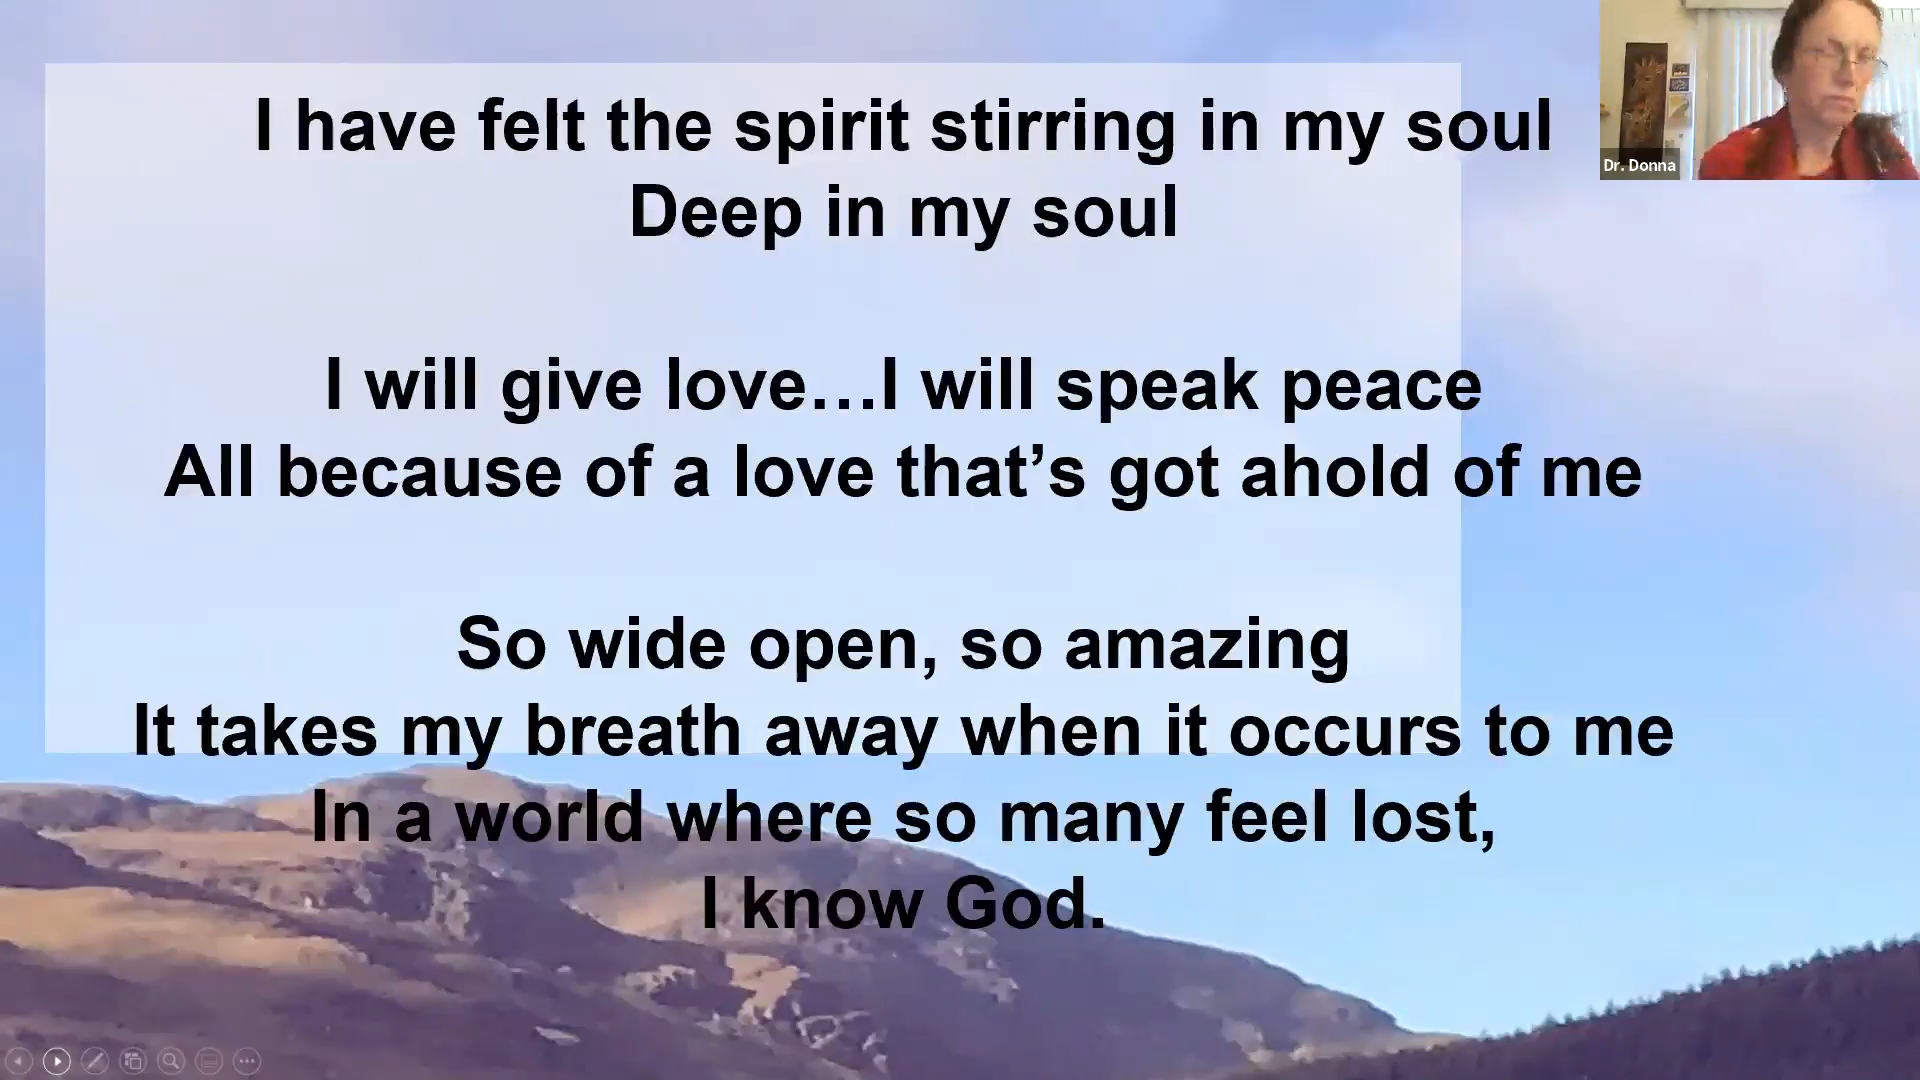 I have felt the spirit stirring in my soul
Deep in my soul
I will give love…I will speak peace
All because of a love that’s got ahold of me
So wide open, so amazing
It takes my breath away when it occurs to me
In a world where so many feel lost,
I know God.
Dr. Donna